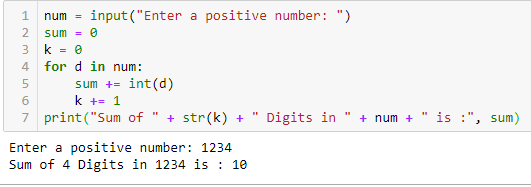 1 num = input("Enter a positive number: ")
2 sum = 0
3 k = 0
4 for d in num:
5     sum += int(d)
6     k += 1
7 print("Sum of " + str(k) + " Digits in " + num + " is :", sum)
Enter a positive number: 1234
Sum of 4 Digits in 1234 is : 10